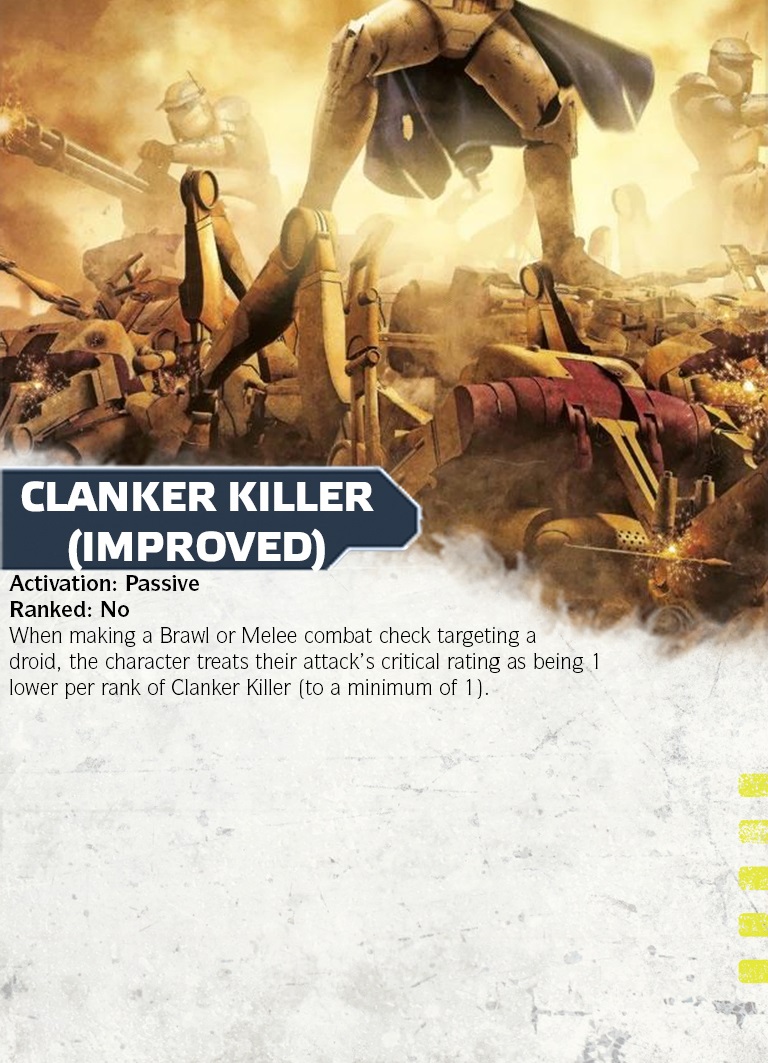 CLANKER KILLER
(IMPROVED)
Activation: Passive
Ranked: No
When making a Brawl or Melee combat check targeting a
droid, the character treats their attack’s critical rating as being 1
lower per rank of Clanker Killer (to a minimum of 1).